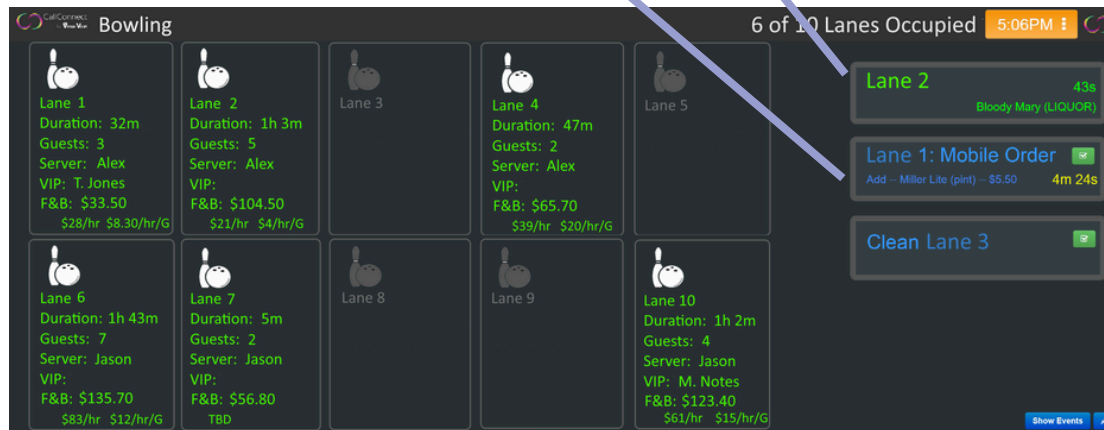 CallConnect
Bowling
6 of 10 Lanes Occupied
5:06PM
Lane 1
Duration: 32m
Guests: 3
Server: Alex
VIP: T. Jones
F&B: $33.50
$28/hr $8.30/hr/G
Lane 2
Duration: 1h 3m
Guests: 5
Server: Alex
VIP:
F&B: $104.50
$21/hr $4/hr/G
Lane 3
Lane 4
Duration: 47m
Guests: 2
Server: Alex
VIP:
F&B: $65.70
$39/hr $20/hr/G
Lane 5
Lane 6
Duration: 1h 43m
Guests: 7
Server: Jason
VIP:
F&B: $135.70
$83/hr $12/hr/G
Lane 7
Duration: 5m
Guests: 2
Server: Jason
VIP:
F&B: $56.80
TBD
Lane 8
Lane 9
Lane 10
Duration: 1h 2m
Guests: 4
Server: Jason
VIP: M. Notes
F&B: $123.40
$61/hr $15/hr/G
Lane 2
43s
Bloody Mary (LIQUOR)
Lane 1: Mobile Order
Add -- Miller Lite (pint) -- $5.50 4m 24s
Clean Lane 3
Show Events